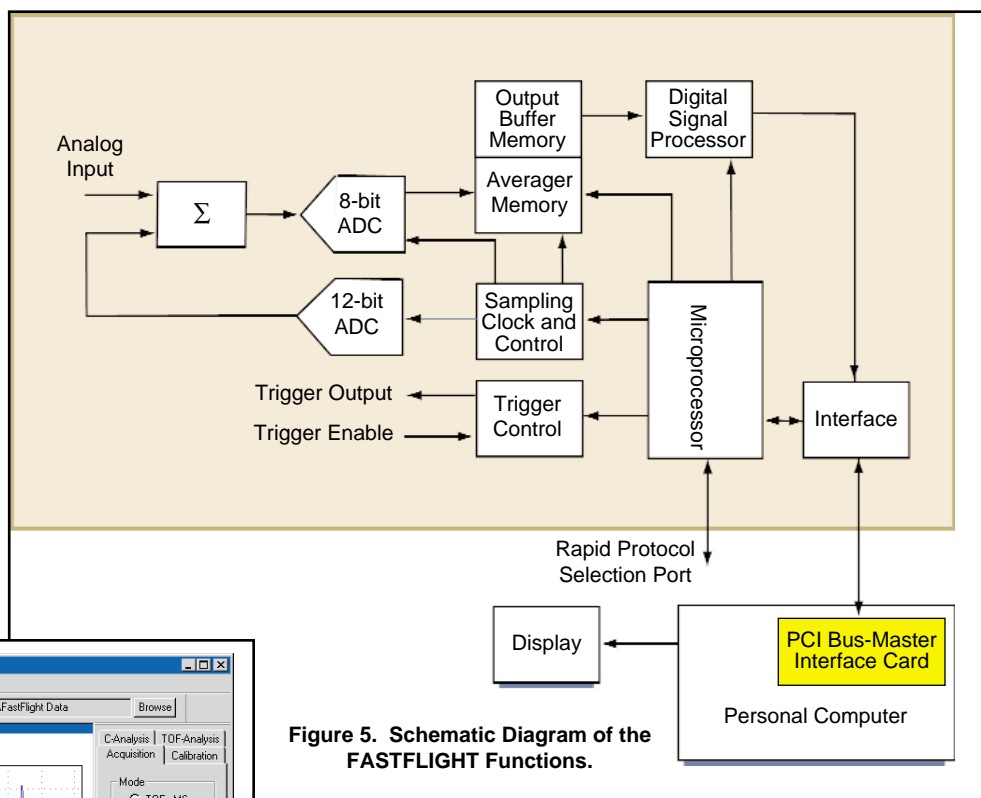 Output
Buffer
Memory
Digital
Signal
Processor
Analog
Input
Averager
Memory
Σ
8-bit
ADC
12-bit
ADC
Sampling
Clock and
Control
Microprocessor
Trigger Output
Trigger Enable
Trigger
Control
Interface
Rapid Protocol
Selection Port
Display
PCI Bus-Master
Interface Card
Personal Computer
Figure 5. Schematic Diagram of the
FASTFLIGHT Functions.
FastFlight Data
Browse
C-Analysis TOF-Analysis
Acquisition Calibration
Mode